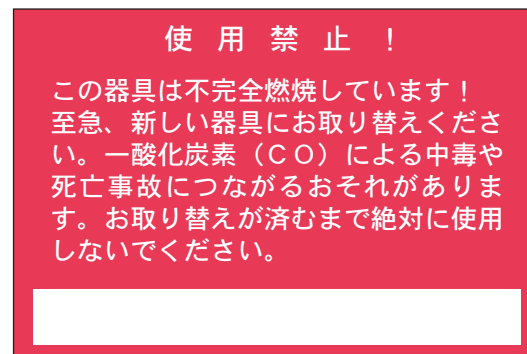 使用禁止！
この器具は不完全燃焼しています！
至急、新しい器具にお取り替えくださ
い。一酸化炭素（ＣＯ）による中毒や
死亡事故につながるおそれがありま
す。お取り替えが済むまで絶対に使用
しないでください。